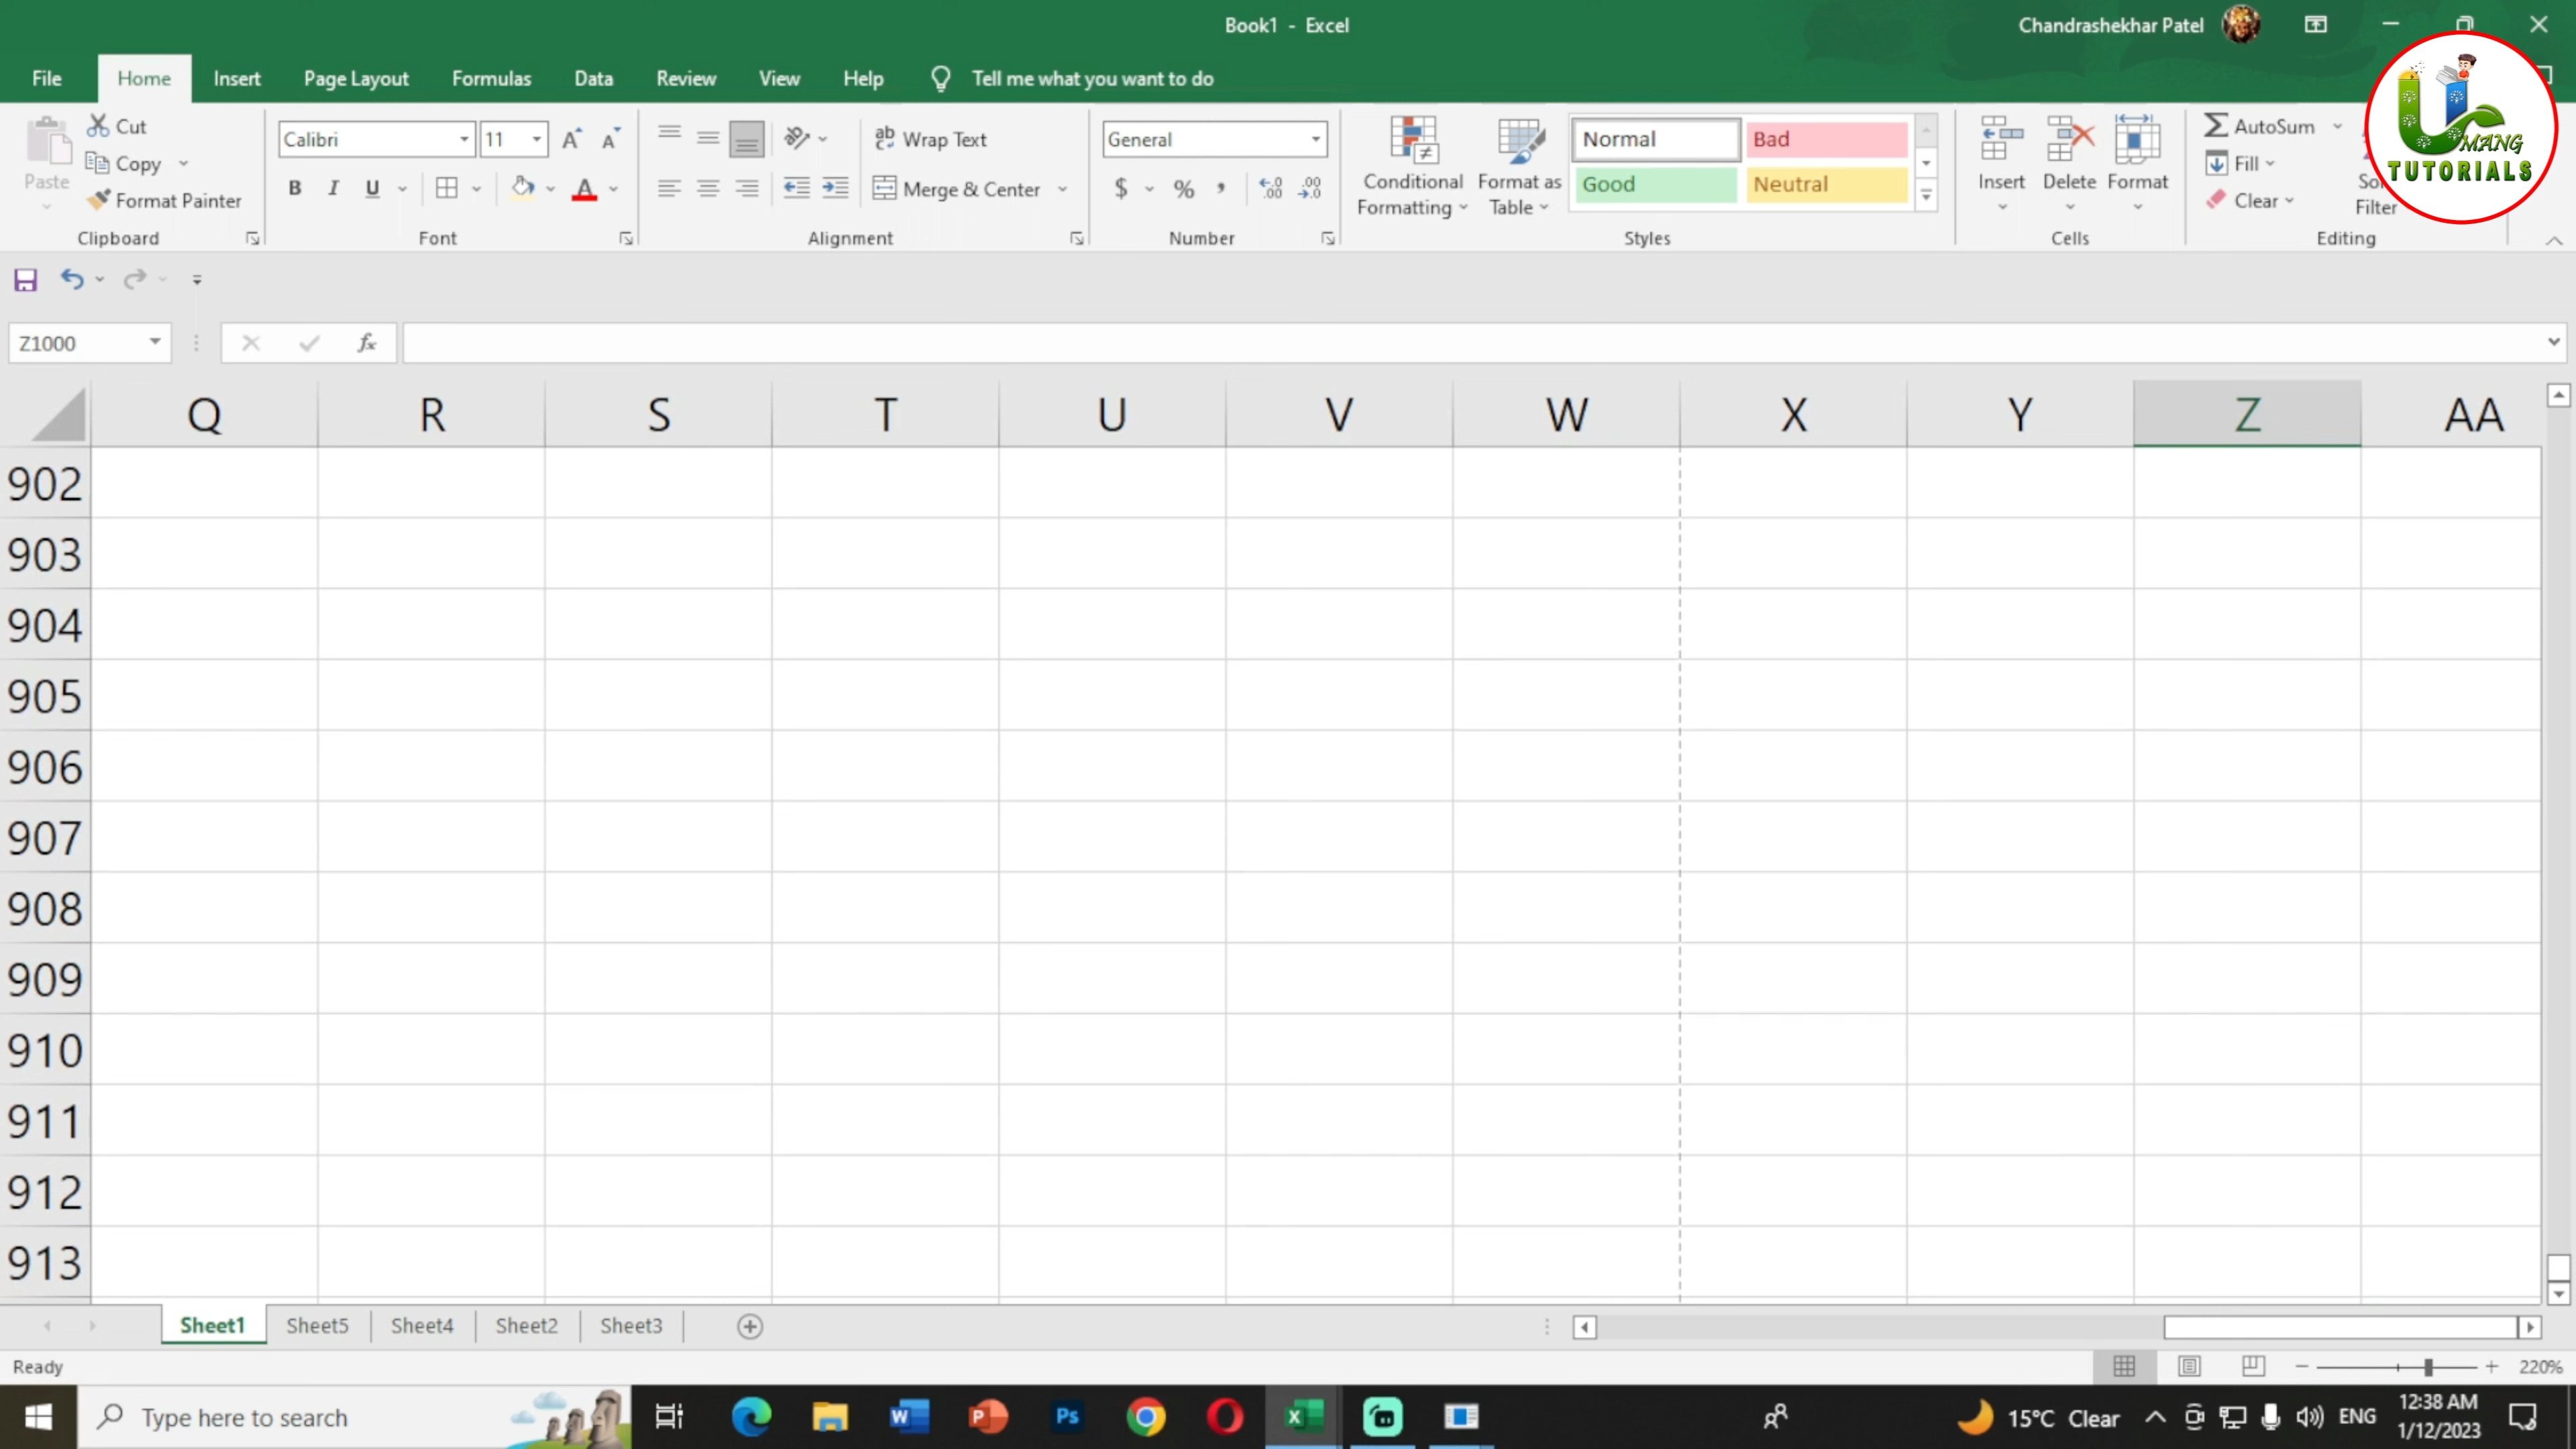 Book1 - Excel
Chandrashekhar Patel
File Home Insert Page Layout Formulas Data Review View Help Tell me what you want to do
Cut
Copy
Format Painter
Paste
Clipboard
Calibri 11
B I U
Font
ab Wrap Text
Merge & Center
Alignment
General
$ % ,
Number
Conditional Formatting
Format as Table
Normal Bad
Good Neutral
Styles
Insert Delete Format
Cells
AutoSum
Fill
Clear
Filter
Editing
UMANG
TUTORIALS
Z1000 fx
Q R S T U V W X Y Z AA
902
903
904
905
906
907
908
909
910
911
912
913
Sheet1 Sheet5 Sheet4 Sheet2 Sheet3
Ready 220%
Type here to search
15°C Clear ENG
12:38 AM
1/12/2023